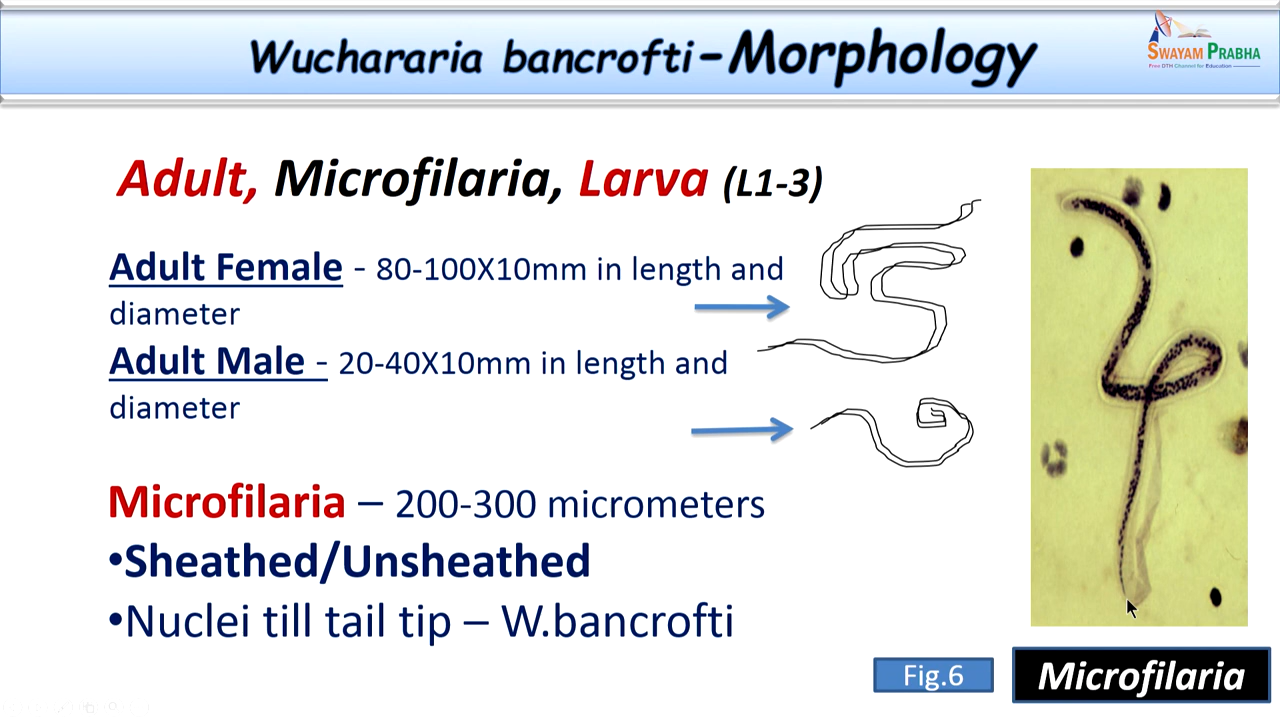 Wuchararia bancrofti-Morphology
SWAYAM PRABHA
Free DTH Channel for Education
Adult, Microfilaria, Larva (L1-3)
Adult Female - 80-100X10mm in length and
diameter
Adult Male - 20-40X10mm in length and
diameter
Microfilaria – 200-300 micrometers
•Sheathed/Unsheathed
•Nuclei till tail tip – W.bancrofti
Fig.6
Microfilaria